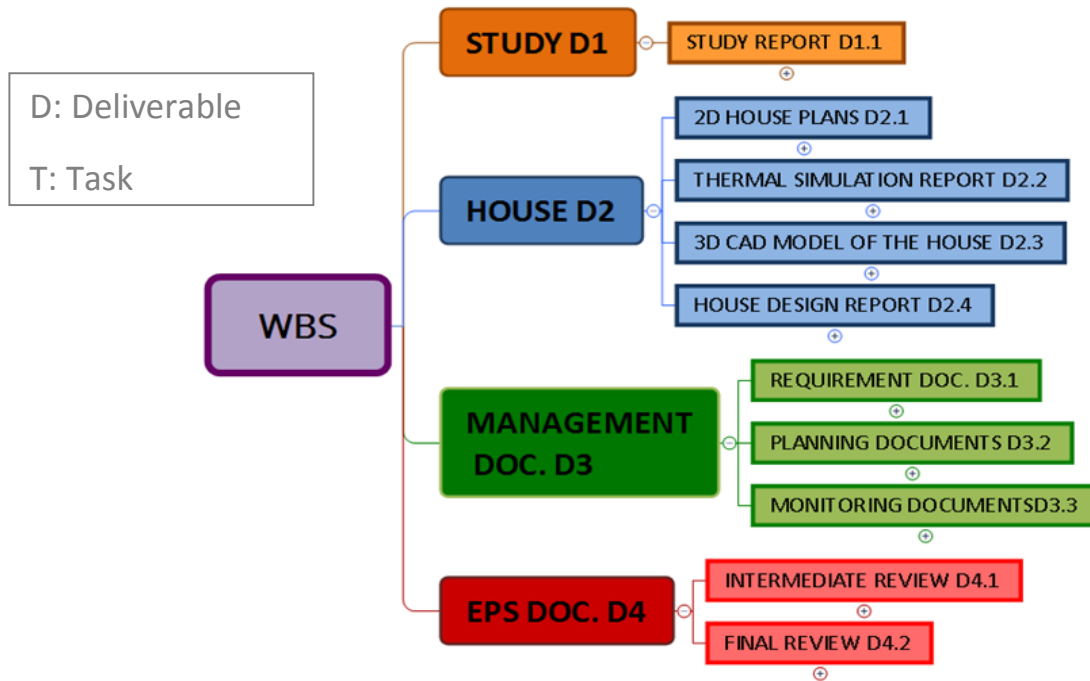 D: Deliverable
T: Task
WBS
STUDY D1
STUDY REPORT D1.1
HOUSE D2
2D HOUSE PLANS D2.1
THERMAL SIMULATION REPORT D2.2
3D CAD MODEL OF THE HOUSE D2.3
HOUSE DESIGN REPORT D2.4
MANAGEMENT
DOC. D3
REQUIREMENT DOC. D3.1
PLANNING DOCUMENTS D3.2
MONITORING DOCUMENTSD3.3
EPS DOC. D4
INTERMEDIATE REVIEW D4.1
FINAL REVIEW D4.2